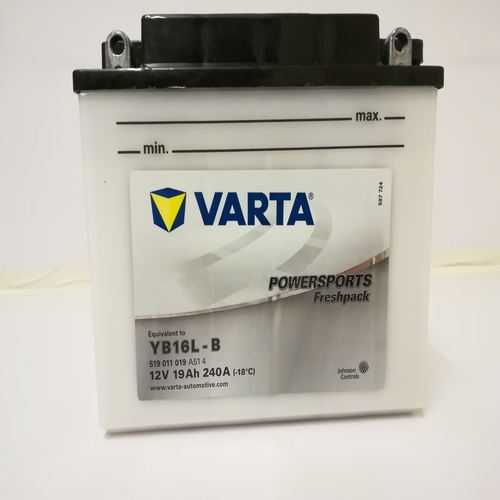 max.
min.
VARTA®
597 724
POWERSPORTS
Freshpack
Equivalent to
YB16L - B
519 011 019 A51 4
12V 19Ah 240A (-18°C)
www.varta-automotive.com
Johnson
Controls